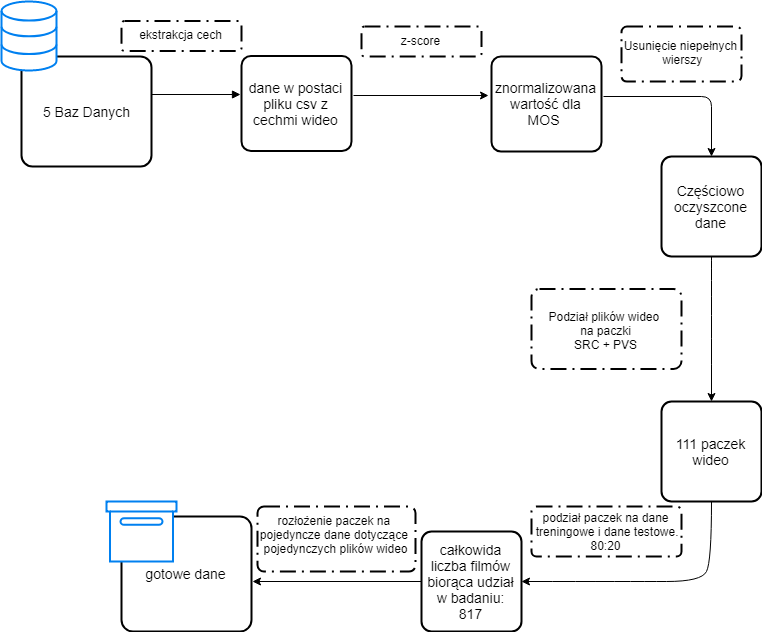 ekstrakcja cech
z-score
Usunięcie niepełnych
wierszy
5 Baz Danych
dane w postaci
pliku csv z
cechmi wideo
znormalizowana
wartość dla
MOS
Częściowo
oczyszcone
dane
Podział plików wideo
na paczki
SRC + PVS
111 paczek
wideo
podział paczek na dane
treningowe i dane testowe.
80:20
całkowida
liczba filmów
biorąca udział
w badaniu:
817
rozłożenie paczek na
pojedyncze dane dotyczące
pojedynczych plików wideo
gotowe dane